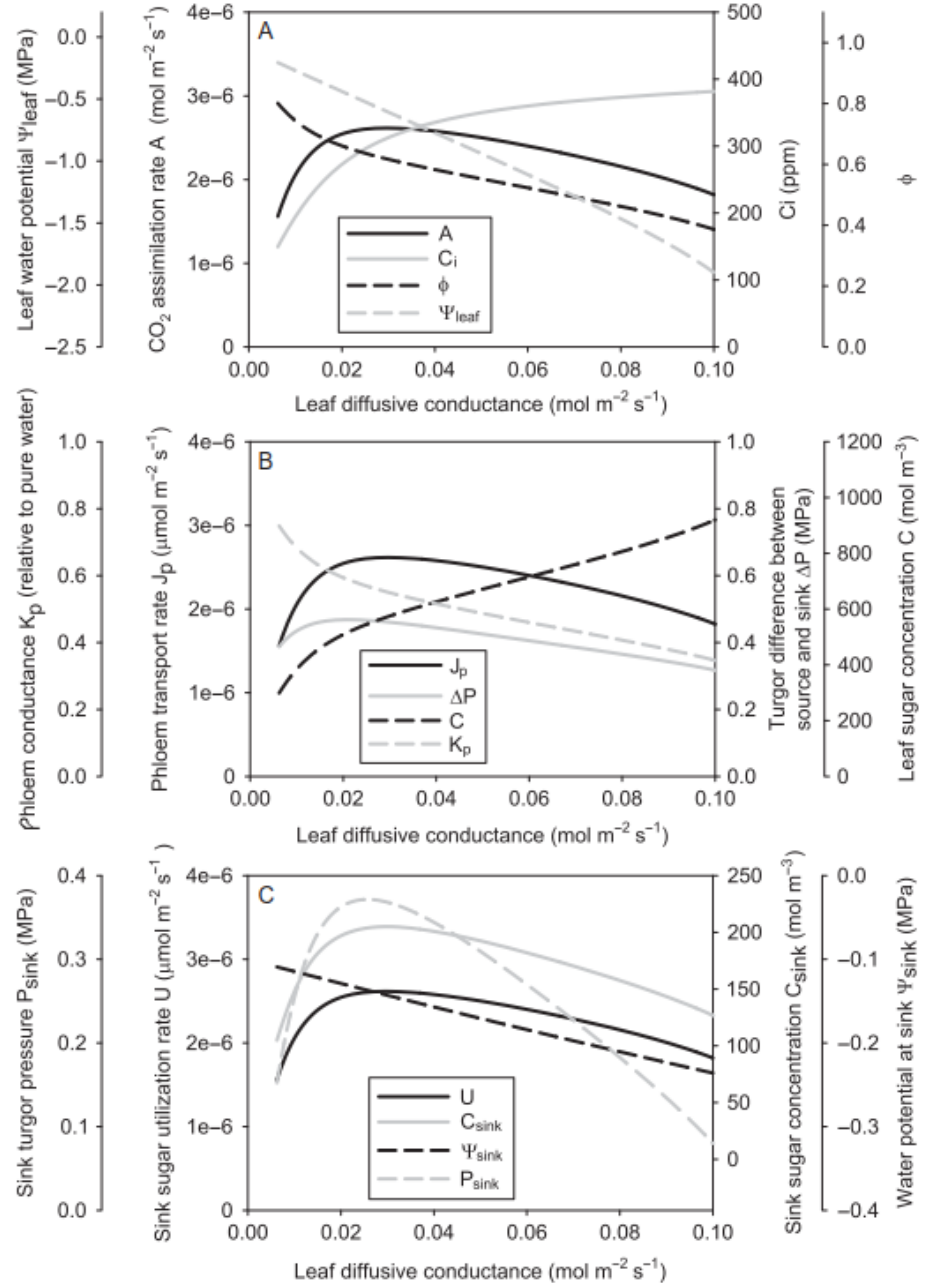 A
Leaf water potential Ψleaf (MPa)
0.0
−0.5
−1.0
−1.5
−2.0
−2.5
CO2 assimilation rate A (mol m−2 s−1)
4e-6
3e-6
2e-6
1e-6
0
500
400
300
200
100
0
Ci (ppm)
1.0
0.8
0.6
0.4
0.2
0.0
ϕ
A
Ci
ϕ
Ψleaf
0.00 0.02 0.04 0.06 0.08 0.10
Leaf diffusive conductance (mol m−2 s−1)
B
Phloem conductance Kp (relative to pure water)
1.0
0.8
0.6
0.4
0.2
0.0
Phloem transport rate Jp (μmol m−2 s−1)
4e-6
3e-6
2e-6
1e-6
0
1.0
0.8
0.6
0.4
0.2
0.0
Turgor difference between
source and sink ΔP (MPa)
1200
1000
800
600
400
200
0
Leaf sugar concentration C (mol m−3)
Jp
ΔP
C
Kp
0.00 0.02 0.04 0.06 0.08 0.10
Leaf diffusive conductance (mol m−2 s−1)
C
Sink turgor pressure Psink (MPa)
0.4
0.3
0.2
0.1
0.0
Sink sugar utilization rate U (μmol m−2 s−1)
4e-6
3e-6
2e-6
1e-6
0
250
200
150
100
50
0
Sink sugar concentration Csink (mol m−3)
0.0
−0.1
−0.2
−0.3
−0.4
Water potential at sink Ψsink (MPa)
U
Csink
Ψsink
Psink
0.00 0.02 0.04 0.06 0.08 0.10
Leaf diffusive conductance (mol m−2 s−1)